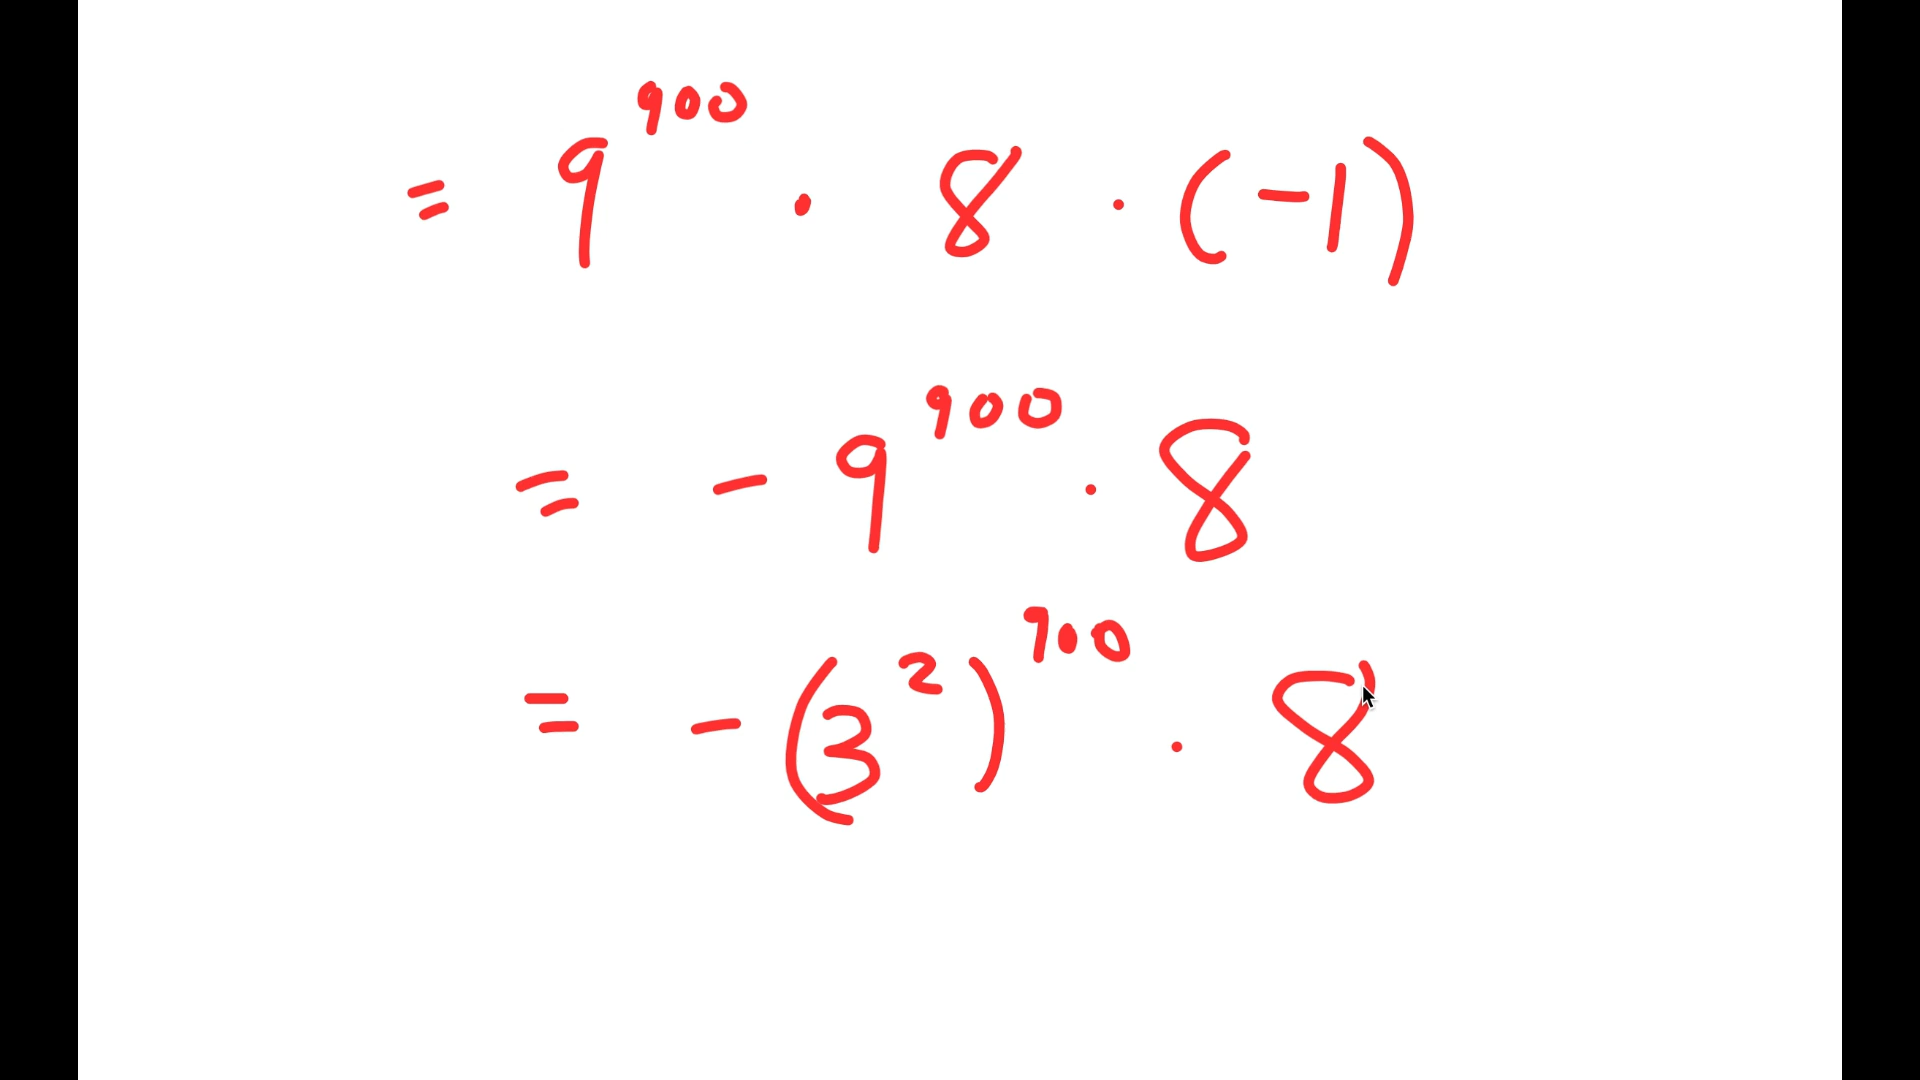 = 9^900 · 8 · (-1)
= - 9^900 · 8
= - (3^2)^900 · 8